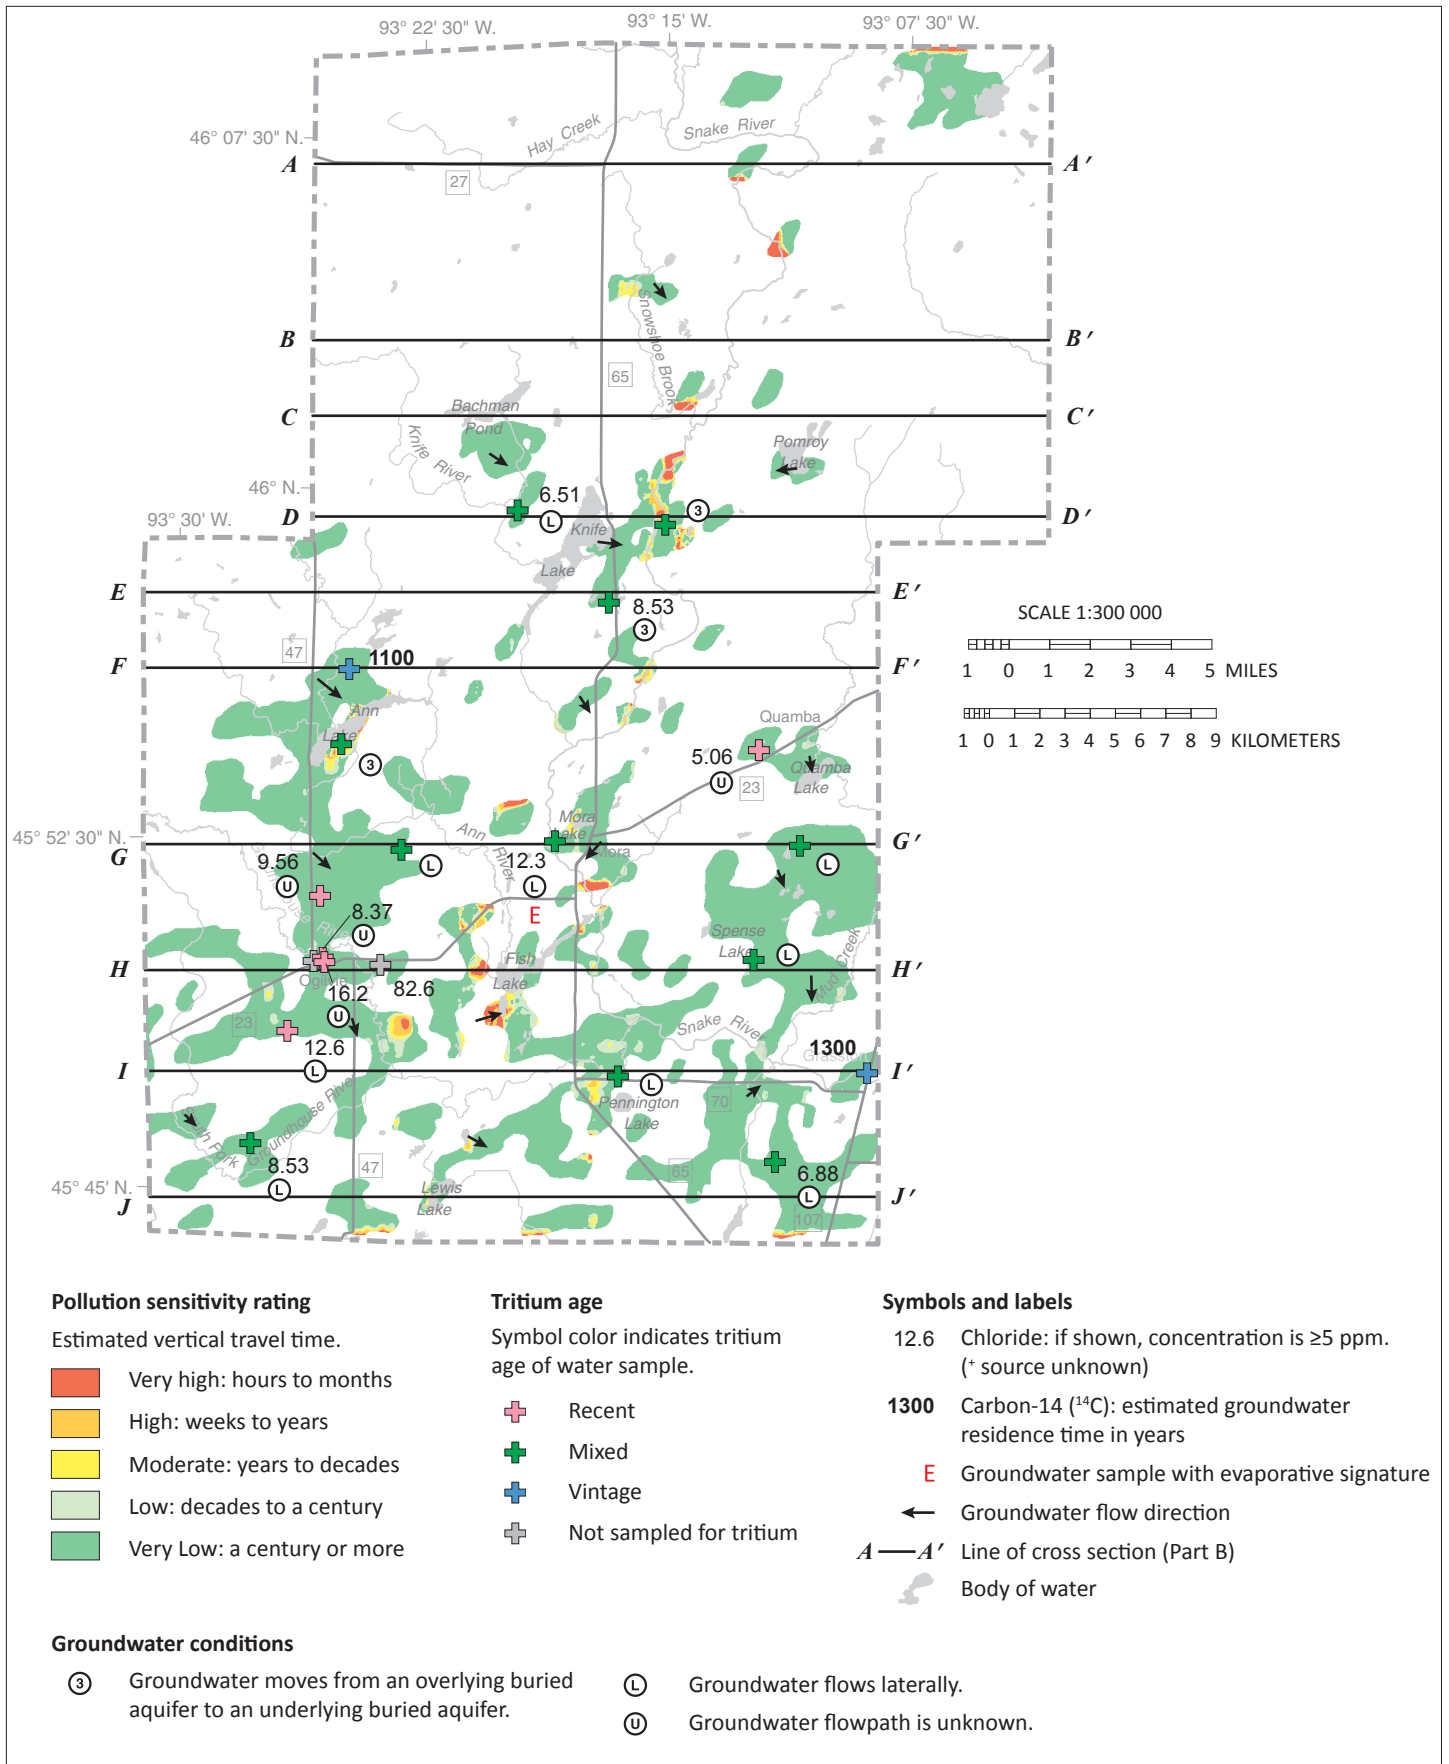 93° 22' 30" W.
93° 15' W.
93° 07' 30" W.
46° 07' 30" N.
Hay Creek
Snake River
A
A'
27
Snowshoe Brook
B
B'
65
Bachman
Pond
C
C'
Knife River
Pomroy
Lake
46° N.
6.51
L
3
D
D'
93° 30' W.
Knife
Lake
E
E'
8.53
3
47
F
1100
F'
Ann
Lake
3
Quamba
5.06
U
23
Quamba
Lake
Mora
Lake
45° 52' 30" N.
G
G'
Ann River
Mora
9.56
U
L
12.3
L
L
E
8.37
U
Spense
Lake
L
Mud Creek
H
H'
Ogilvie
Fish
Lake
16.2
U
82.6
23
Snake River
12.6
L
1300
Grasston
I
I'
L
Pennington
Lake
70
Groundhouse River
8.53
L
47
65
6.88
L
45° 45' N.
J
J'
Lewis
Lake
107
SCALE 1:300 000
1 0 1 2 3 4 5 MILES
1 0 1 2 3 4 5 6 7 8 9 KILOMETERS
Pollution sensitivity rating
Estimated vertical travel time.
Very high: hours to months
High: weeks to years
Moderate: years to decades
Low: decades to a century
Very Low: a century or more
Tritium age
Symbol color indicates tritium
age of water sample.
Recent
Mixed
Vintage
Not sampled for tritium
Symbols and labels
12.6 Chloride: if shown, concentration is ≥5 ppm.
(+ source unknown)
1300 Carbon-14 (14C): estimated groundwater
residence time in years
E Groundwater sample with evaporative signature
Groundwater flow direction
A — A' Line of cross section (Part B)
Body of water
Groundwater conditions
3 Groundwater moves from an overlying buried
aquifer to an underlying buried aquifer.
L Groundwater flows laterally.
U Groundwater flowpath is unknown.